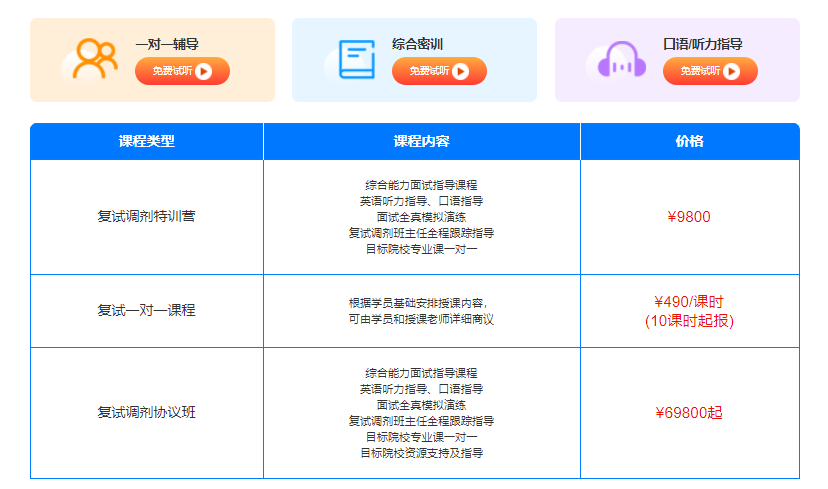 一对一辅导
免费试听
综合密训
免费试听
口语/听力指导
免费试听
课程类型 课程内容 价格
复试调剂特训营
综合能力面试指导课程
英语听力指导、口语指导
面试全真模拟演练
复试调剂班主任全程跟踪指导
目标院校专业课一对一
¥9800
复试一对一课程
根据学员基础安排授课内容，
可由学员和授课老师详细商议
¥490/课时
(10课时起报)
复试调剂协议班
综合能力面试指导课程
英语听力指导、口语指导
面试全真模拟演练
复试调剂班主任全程跟踪指导
目标院校专业课一对一
目标院校资源支持及指导
¥69800起